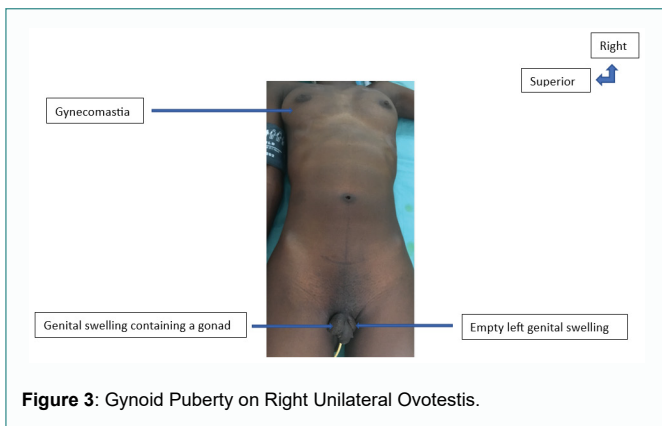 Right
Superior
Gynecomastia
Genital swelling containing a gonad
Empty left genital swelling
Figure 3: Gynoid Puberty on Right Unilateral Ovotestis.